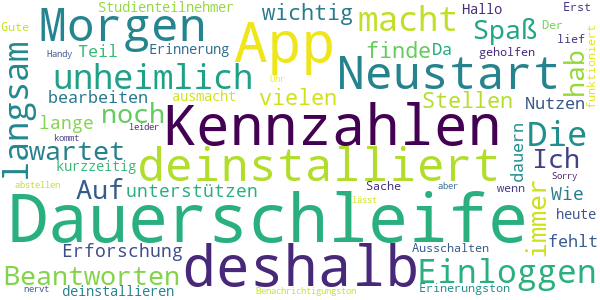 Studienteilnehmer wichtig Hallo Erst
Gute Morgen App macht Spaß Der
Handy Teil Erinnerung finde Da geholfen lief
langsam unheimlich Uhr Neustart hab funktioniert
bearbeiten ausmacht vielen Stellen Nutzen
lange noch Kennzahlen dauern Die
wartet deinstalliert Ich
leider kommt kurzzeitig
Auf unterstützen Sache aber wenn immer Wie
abstellen Dauerschleife lässt heute
Erforschung deshalb Ausschalten fehlt
Beantworten Einloggen
nervt deinstallieren Benachrichtigungston Erinerungston Sorry